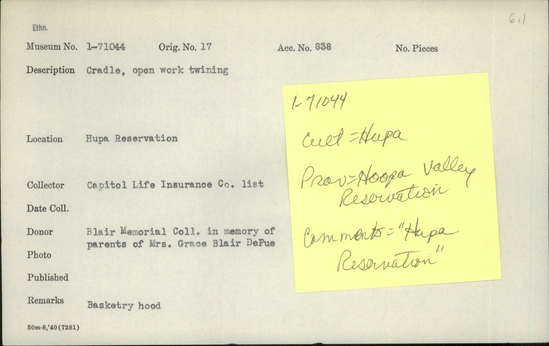 6.1
Ethn.
Museum No. 1-71044 Orig. No. 17 Acc. No. 838 No. Pieces
Description Cradle, open work twining
Location Hupa Reservation
Collector Capitol Life Insurance Co. list
Date Coll.
Donor Blair Memorial Coll. in memory of
parents of Mrs. Grace Blair DePue
Photo
Published
Remarks Basketry hood
50m-8,'40(7251)
1-71044
Cult = Hupa
Prov = Hoopa Valley
Reservation
Comments = "Hupa
Reservation"